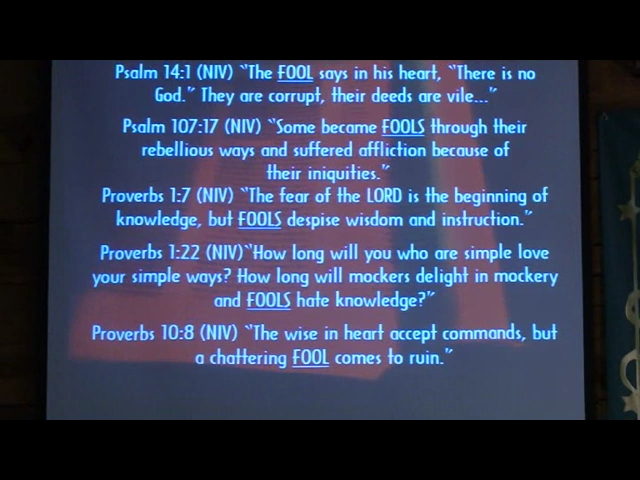 Psalm 14:1 (NIV) “The FOOL says in his heart, “There is no
God.” They are corrupt, their deeds are vile...”
Psalm 107:17 (NIV) “Some became FOOLS through their
rebellious ways and suffered affliction because of
their iniquities.”
Proverbs 1:7 (NIV) “The fear of the LORD is the beginning of
knowledge, but FOOLS despise wisdom and instruction.”
Proverbs 1:22 (NIV)“How long will you who are simple love
your simple ways? How long will mockers delight in mockery
and FOOLS hate knowledge?”
Proverbs 10:8 (NIV) “The wise in heart accept commands, but
a chattering FOOL comes to ruin.”